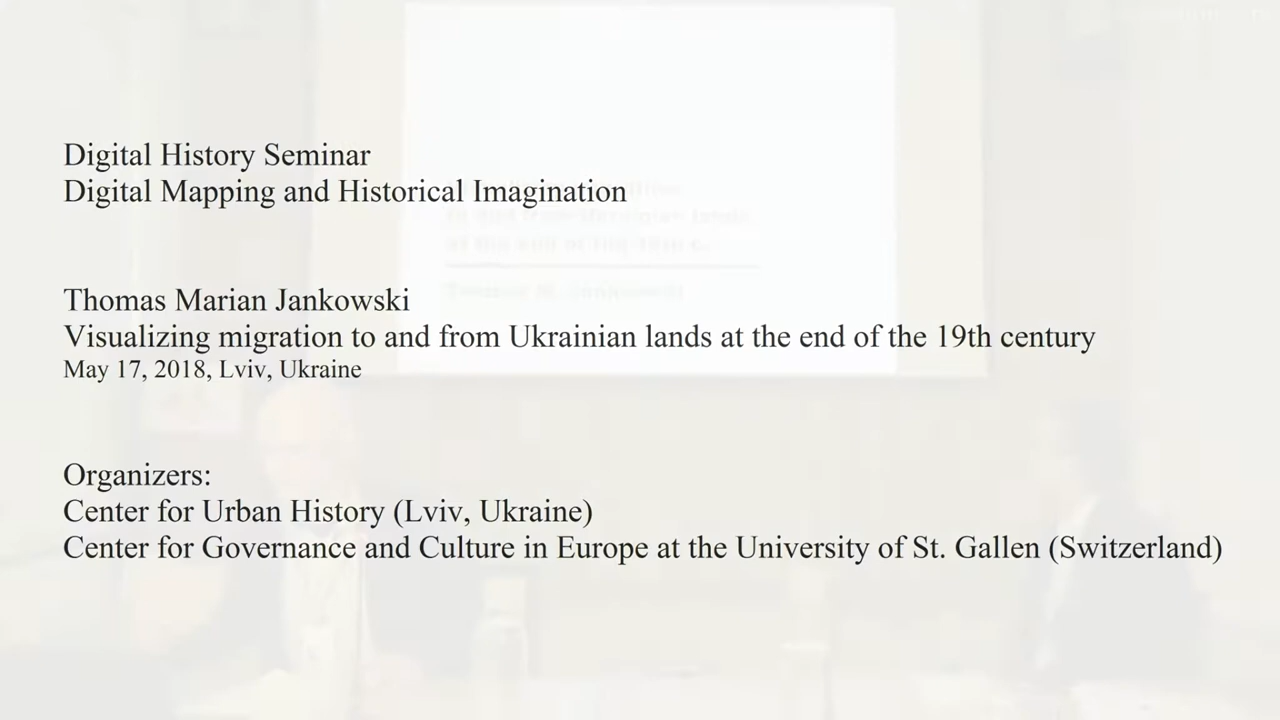 Digital History Seminar
Digital Mapping and Historical Imagination
Thomas Marian Jankowski
Visualizing migration to and from Ukrainian lands at the end of the 19th century
May 17, 2018, Lviv, Ukraine
Organizers:
Center for Urban History (Lviv, Ukraine)
Center for Governance and Culture in Europe at the University of St. Gallen (Switzerland)